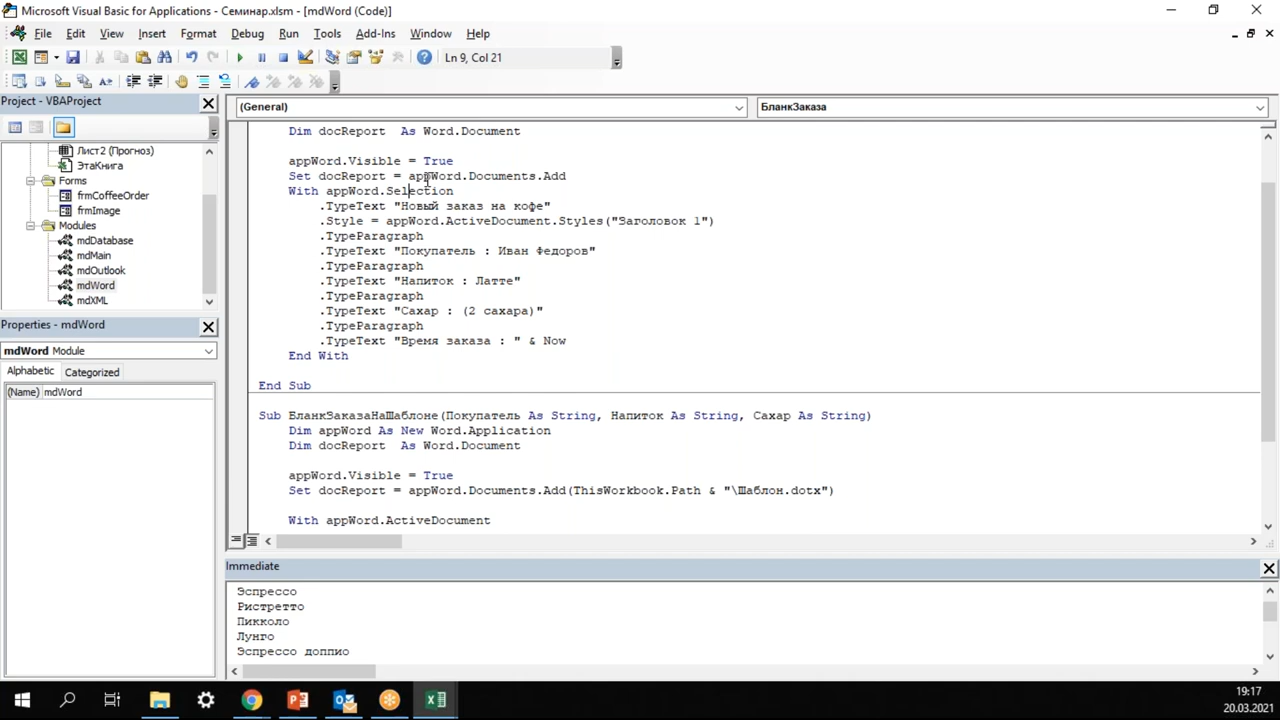 Microsoft Visual Basic for Applications - Семинар.xlsm - [mdWord (Code)]
File Edit View Insert Format Debug Run Tools Add-Ins Window Help
Ln 9, Col 21
Project - VBAProject
Лист2 (Прогноз)
ЭтаКнига
Forms
frmCoffeeOrder
frmImage
Modules
mdDatabase
mdMain
mdOutlook
mdWord
mdXML
Properties - mdWord
mdWord Module
Alphabetic Categorized
(Name) mdWord
(General) БланкЗаказа
Dim docReport  As Word.Document
appWord.Visible = True
Set docReport = appWord.Documents.Add
With appWord.Selection
.TypeText "Новый заказ на кофе"
.Style = appWord.ActiveDocument.Styles("Заголовок 1")
.TypeParagraph
.TypeText "Покупатель : Иван Федоров"
.TypeParagraph
.TypeText "Напиток : Латте"
.TypeParagraph
.TypeText "Сахар : (2 сахара)"
.TypeParagraph
.TypeText "Время заказа : " & Now
End With
End Sub
Sub БланкЗаказаНаШаблоне(Покупатель As String, Напиток As String, Сахар As String)
Dim appWord As New Word.Application
Dim docReport  As Word.Document
appWord.Visible = True
Set docReport = appWord.Documents.Add(ThisWorkbook.Path & "\Шаблон.dotx")
With appWord.ActiveDocument
Immediate
Эспрессо
Ристретто
Пикколо
Лунго
Эспрессо доппио
19:17
20.03.2021